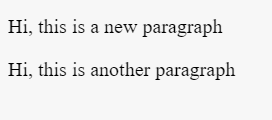 Hi, this is a new paragraph
Hi, this is another paragraph